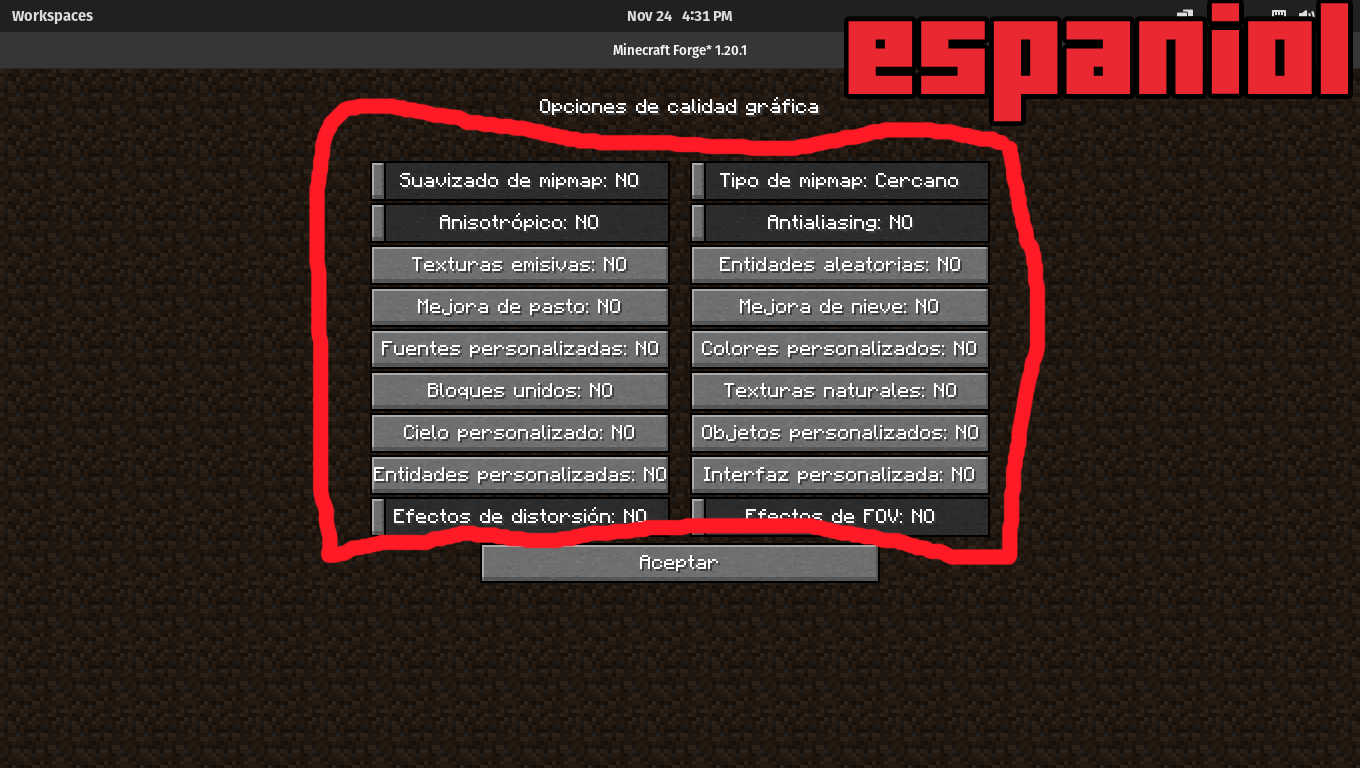 Workspaces
Nov 24 4:31 PM
Minecraft Forge* 1.20.1
espaniol
Opciones de calidad gráfica
Suavizado de mipmap: NO
Tipo de mipmap: Cercano
Anisotrópico: NO
Antialiasing: NO
Texturas emisivas: NO
Entidades aleatorias: NO
Mejora de pasto: NO
Mejora de nieve: NO
Fuentes personalizadas: NO
Colores personalizados: NO
Bloques unidos: NO
Texturas naturales: NO
Cielo personalizado: NO
Objetos personalizados: NO
Entidades personalizadas: NO
Interfaz personalizada: NO
Efectos de distorsión: NO
Efectos de FOV: NO
Aceptar